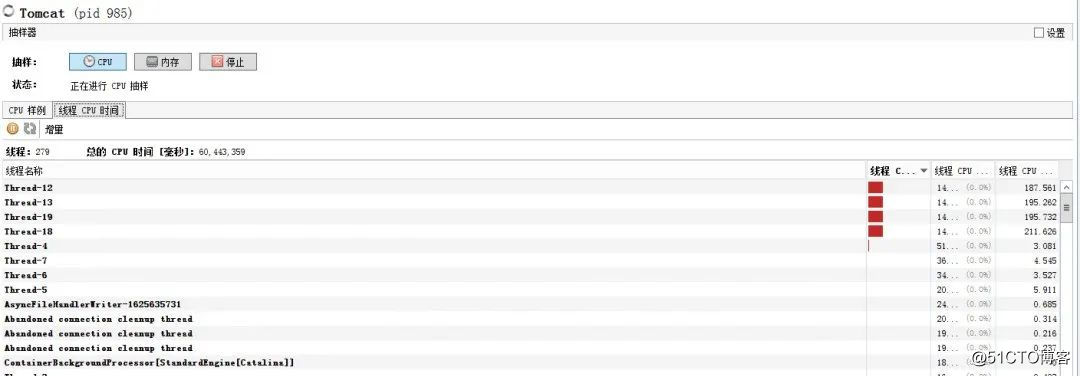 Tomcat (pid 985)
抽样器 设置
抽样： CPU 内存 停止
状态： 正在进行 CPU 抽样
CPU 样例 线程 CPU 时间
增量
线程：279 总的 CPU 时间 [毫秒]：60,443,359
线程名称 线程 C... 线程 CPU ... 线程 CPU ...
Thread-12 14... (0.0%) 187.561
Thread-13 14... (0.0%) 195.262
Thread-19 14... (0.0%) 195.732
Thread-18 14... (0.0%) 211.626
Thread-4 51... (0.0%) 3.081
Thread-7 36... (0.0%) 4.545
Thread-6 34... (0.0%) 3.527
Thread-5 20... (0.0%) 5.911
AsyncFileHandlerWriter-1625635731 24... (0.0%) 0.685
Abandoned connection cleanup thread 20... (0.0%) 0.314
Abandoned connection cleanup thread 19... (0.0%) 0.216
Abandoned connection cleanup thread 19... (0.0%) 0.237
ContainerBackgroundProcessor[StandardEngine[Catalina]] 18...
@51CTO博客